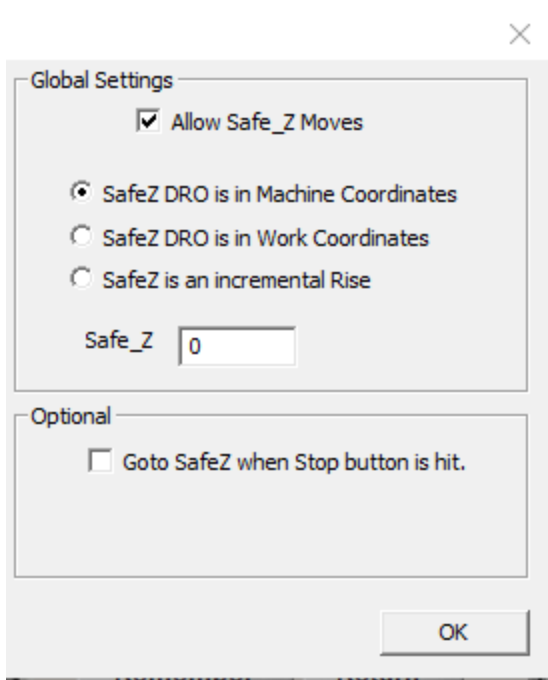 Global Settings
Allow Safe_Z Moves
SafeZ DRO is in Machine Coordinates
SafeZ DRO is in Work Coordinates
SafeZ is an incremental Rise
Safe_Z 0
Optional
Goto SafeZ when Stop button is hit.
OK